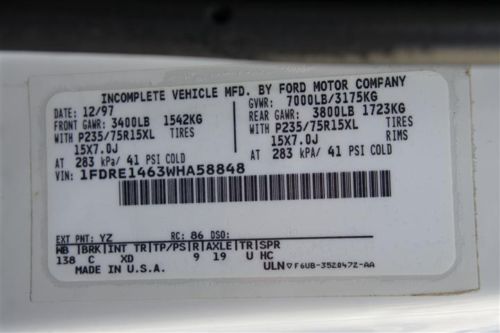 INCOMPLETE VEHICLE MFD. BY FORD MOTOR COMPANY
DATE: 12/97 GVWR: 7000LB/3175KG
FRONT GAWR: 3400LB 1542KG REAR GAWR: 3800LB 1723KG
WITH P235/75R15XL TIRES WITH P235/75R15XL TIRES
15X7.0J 15X7.0J RIMS
AT 283 kPa/ 41 PSI COLD AT 283 kPa/ 41 PSI COLD
VIN: 1FDRE1463WHA58848
EXT PNT: YZ RC: 86 DSO:
WB BRK INT TR TP/PS R AXLE TR SPR
138 C XD 9 19 U HC
MADE IN U.S.A. ULN ▽ F6UB-3520472-AA